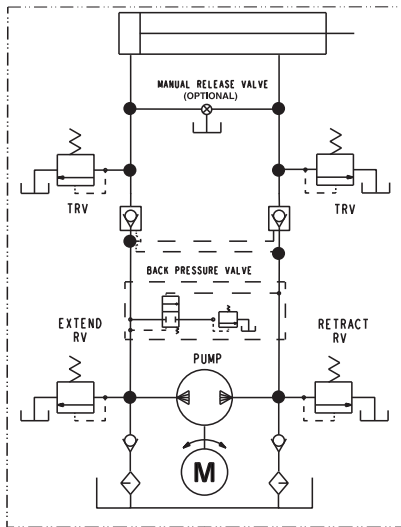 MANUAL RELEASE VALVE
(OPTIONAL)
TRV
TRV
BACK PRESSURE VALVE
EXTEND
RV
RETRACT
RV
PUMP
M